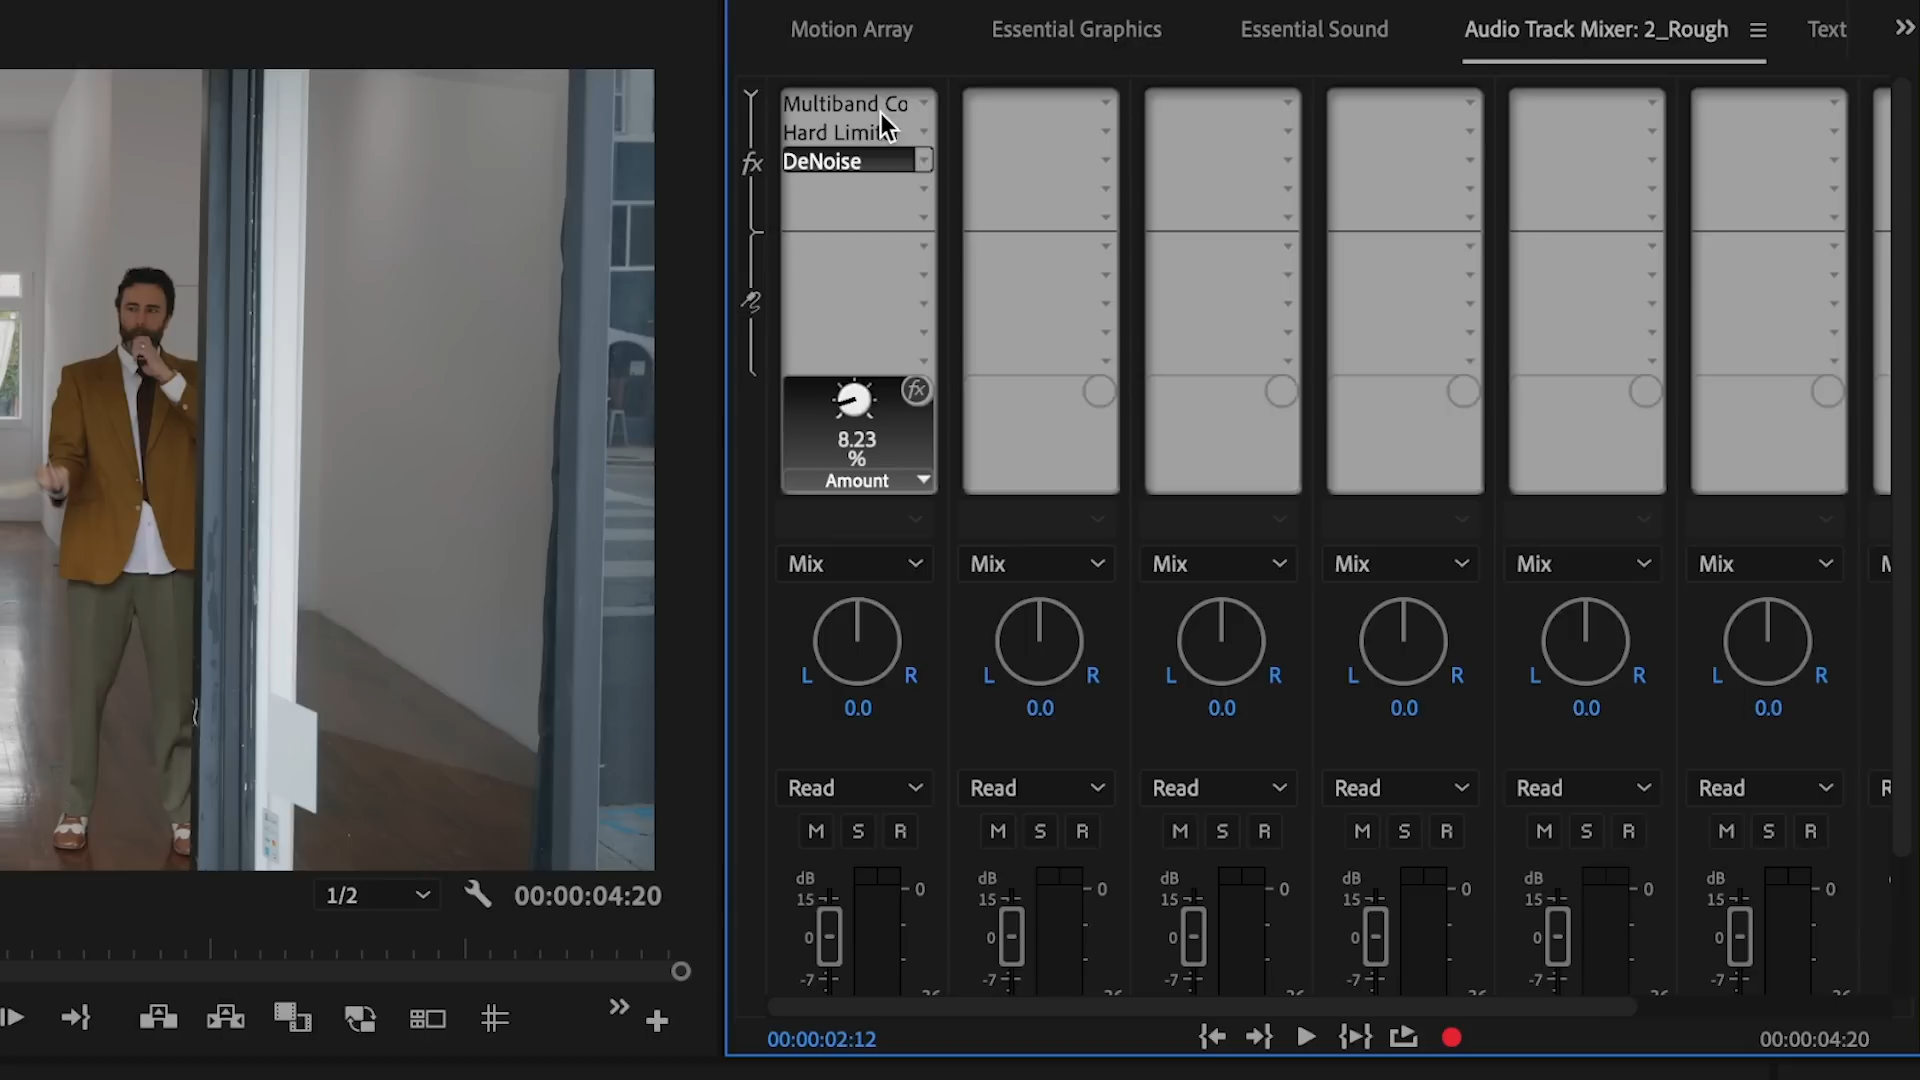 Motion Array
Essential Graphics
Essential Sound
Audio Track Mixer: 2_Rough
Text
Multiband Co
Hard Limit
fx
DeNoise
fx
8.23
%
Amount
Mix Mix Mix Mix Mix Mix
L R L R L R L R L R L R
0.0 0.0 0.0 0.0 0.0 0.0
Read Read Read Read Read Read
M S R M S R M S R M S R M S R M S R
dB dB dB dB dB dB
15 0 15 0 15 0 15 0 15 0 15 0
0 0 0 0 0 0
-7 -7 -7 -7 -7 -7
1/2
00:00:04:20
00:00:02:12
00:00:04:20